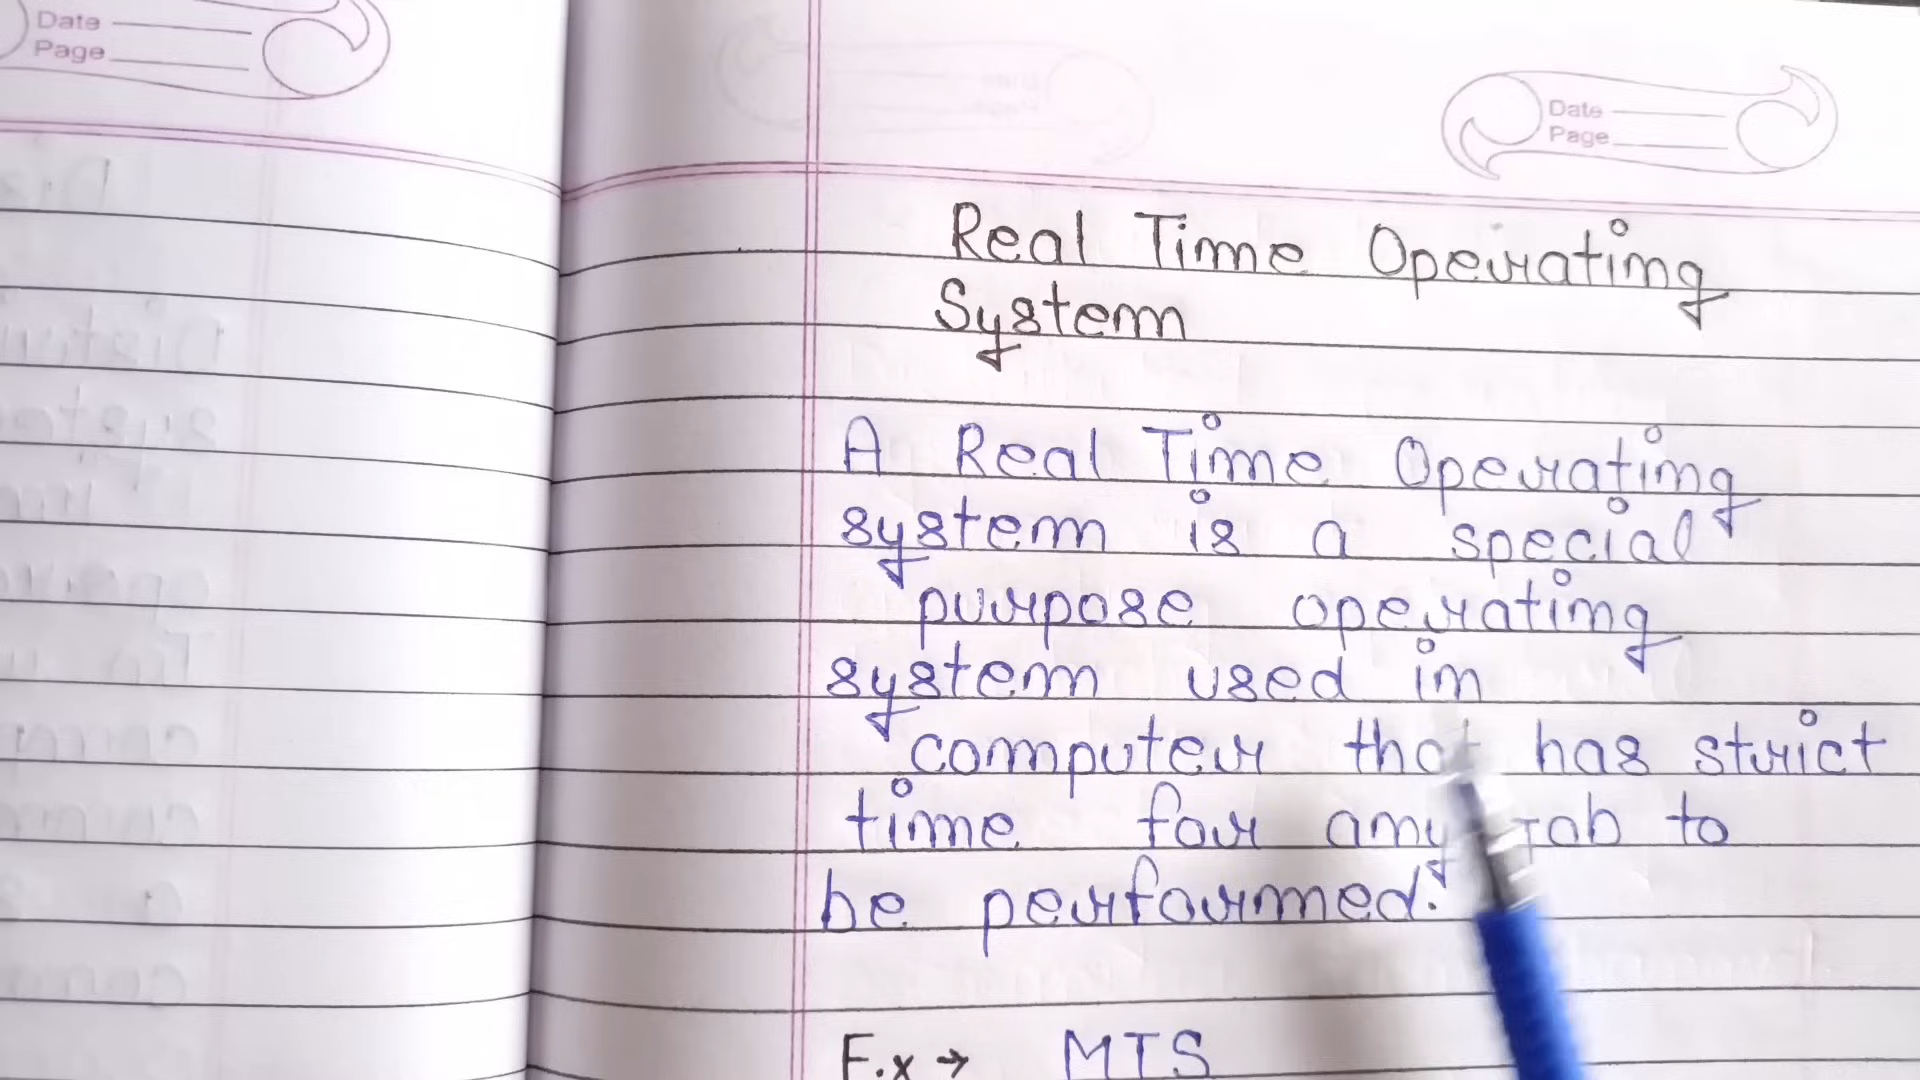 Date
Page
Date
Page
Real Time Operating
System
A Real Time Operating
system is a special
purpose operating
system used in
computer that has strict
time for any Job to
be performed.
E.x → MTS